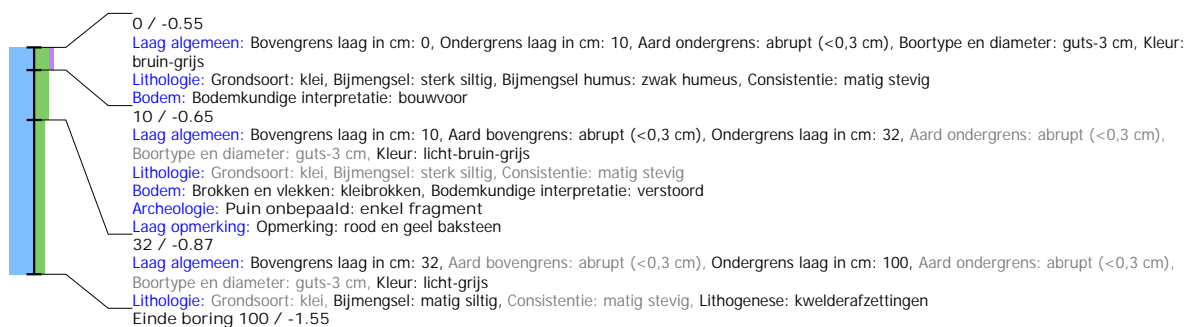 0 / -0.55
Laag algemeen: Bovengrens laag in cm: 0, Ondergrens laag in cm: 10, Aard ondergrens: abrupt (<0,3 cm), Boortype en diameter: guts-3 cm, Kleur:
bruin-grijs
Lithologie: Grondsoort: klei, Bijmengsel: sterk siltig, Bijmengsel humus: zwak humeus, Consistentie: matig stevig
Bodem: Bodemkundige interpretatie: bouwvoor
10 / -0.65
Laag algemeen: Bovengrens laag in cm: 10, Aard bovengrens: abrupt (<0,3 cm), Ondergrens laag in cm: 32, Aard ondergrens: abrupt (<0,3 cm),
Boortype en diameter: guts-3 cm, Kleur: licht-bruin-grijs
Lithologie: Grondsoort: klei, Bijmengsel: sterk siltig, Consistentie: matig stevig
Bodem: Brokken en vlekken: kleibrokken, Bodemkundige interpretatie: verstoord
Archeologie: Puin onbepaald: enkel fragment
Laag opmerking: Opmerking: rood en geel baksteen
32 / -0.87
Laag algemeen: Bovengrens laag in cm: 32, Aard bovengrens: abrupt (<0,3 cm), Ondergrens laag in cm: 100, Aard ondergrens: abrupt (<0,3 cm),
Boortype en diameter: guts-3 cm, Kleur: licht-grijs
Lithologie: Grondsoort: klei, Bijmengsel: matig siltig, Consistentie: matig stevig, Lithogenese: kwelderafzettingen
Einde boring 100 / -1.55